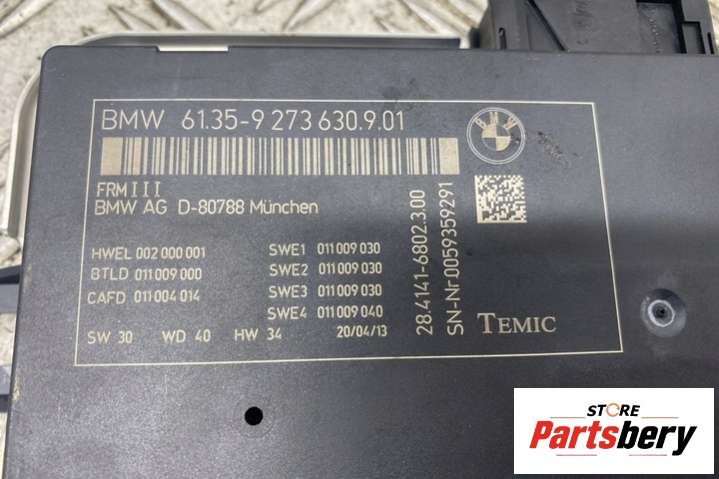 BMW 61.35-9 273 630.9.01
BMW
FRMIII
BMW AG D-80788 München
HWEL 002 000 001
BTLD 011 009 000
CAFD 011 004 014
SWE1 011 009 030
SWE2 011 009 030
SWE3 011 009 030
SWE4 011 009 040
SW 30 WD 40 HW 34 20/04/13
28.4141-6802.3.00
SN-Nr0059359291
TEMIC
STORE
Partsbery